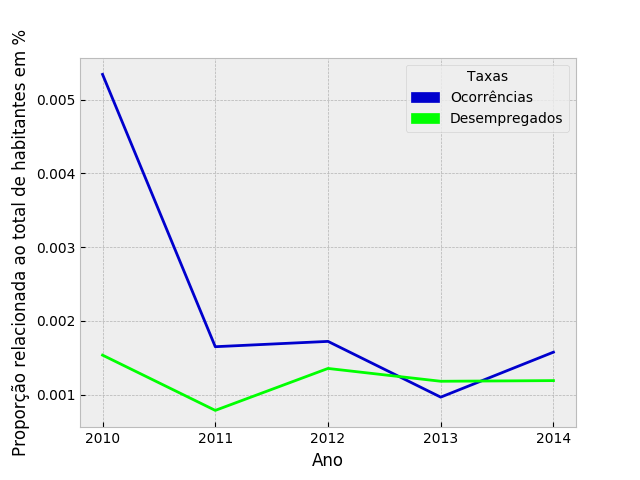 Proporção relacionada ao total de habitantes em %
0.005
0.004
0.003
0.002
0.001
Taxas
Ocorrências
Desempregados
2010 2011 2012 2013 2014
Ano